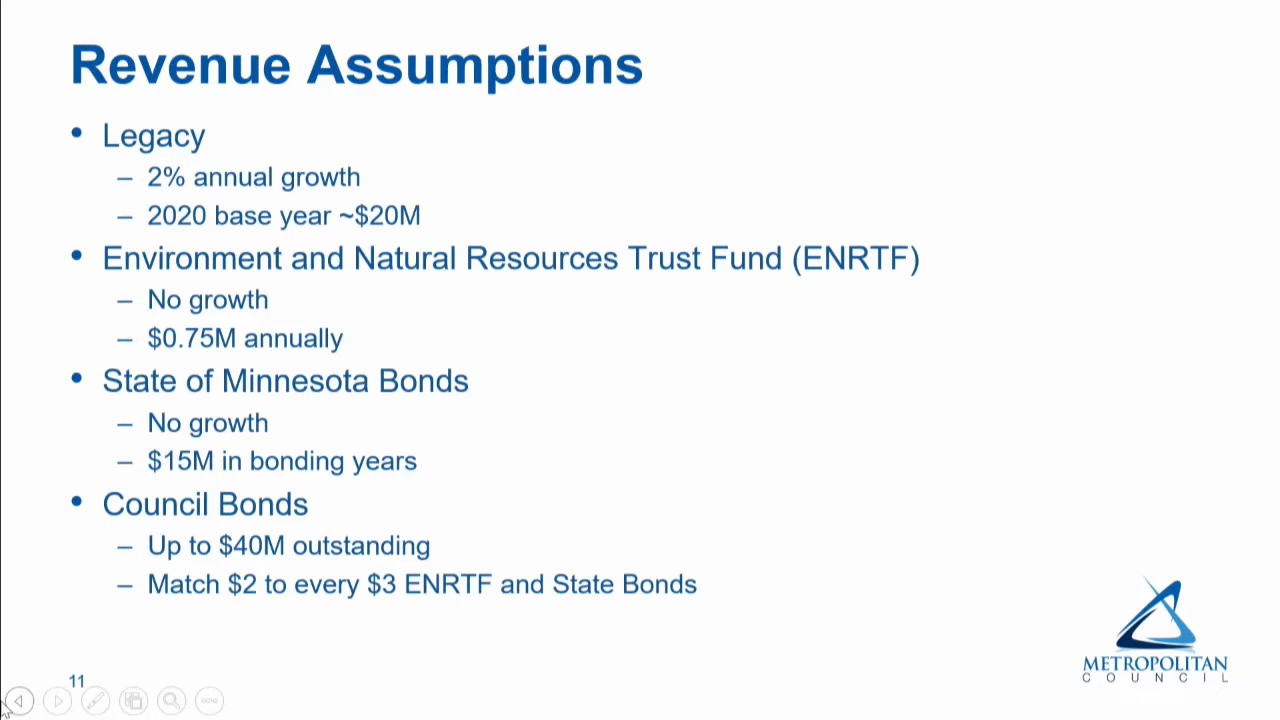 Revenue Assumptions
• Legacy
– 2% annual growth
– 2020 base year ~$20M
• Environment and Natural Resources Trust Fund (ENRTF)
– No growth
– $0.75M annually
• State of Minnesota Bonds
– No growth
– $15M in bonding years
• Council Bonds
– Up to $40M outstanding
– Match $2 to every $3 ENRTF and State Bonds
METROPOLITAN
COUNCIL
11